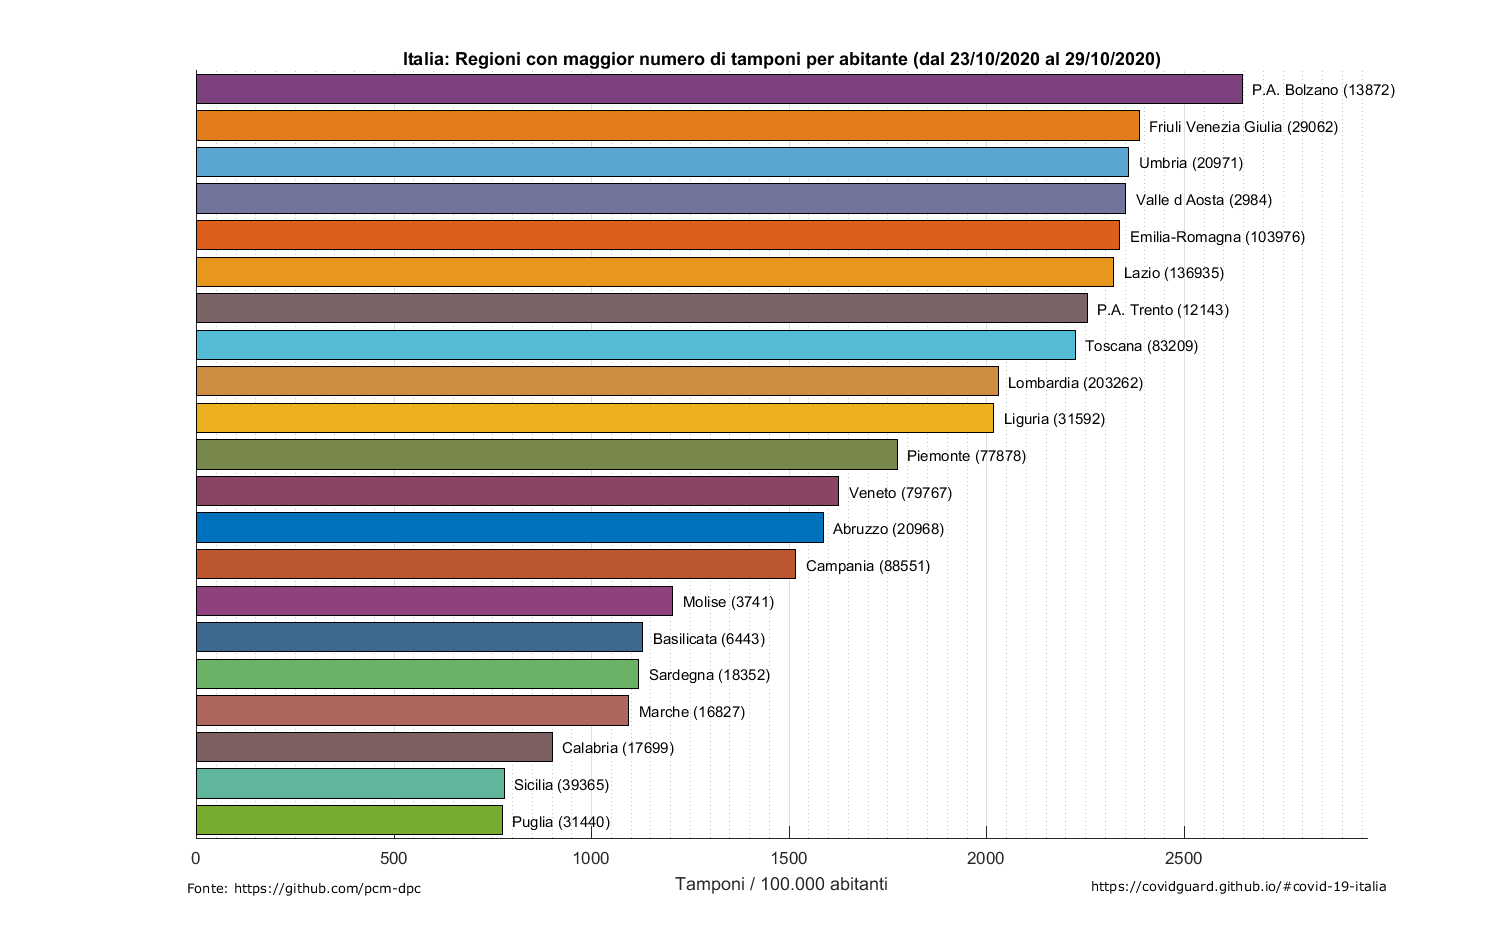 Italia: Regioni con maggior numero di tamponi per abitante (dal 23/10/2020 al 29/10/2020)
P.A. Bolzano (13872)
Friuli Venezia Giulia (29062)
Umbria (20971)
Valle d Aosta (2984)
Emilia-Romagna (103976)
Lazio (136935)
P.A. Trento (12143)
Toscana (83209)
Lombardia (203262)
Liguria (31592)
Piemonte (77878)
Veneto (79767)
Abruzzo (20968)
Campania (88551)
Molise (3741)
Basilicata (6443)
Sardegna (18352)
Marche (16827)
Calabria (17699)
Sicilia (39365)
Puglia (31440)
0 500 1000 1500 2000 2500
Tamponi / 100.000 abitanti
Fonte: https://github.com/pcm-dpc
https://covidguard.github.io/#covid-19-italia